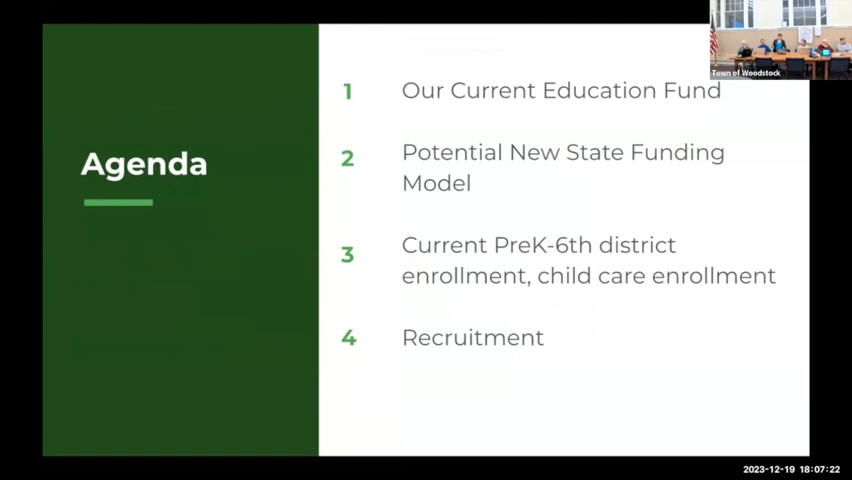 Agenda
1 Our Current Education Fund
2 Potential New State Funding
Model
3 Current PreK-6th district
enrollment, child care enrollment
4 Recruitment
Town of Woodstock
2023-12-19 18:07:22